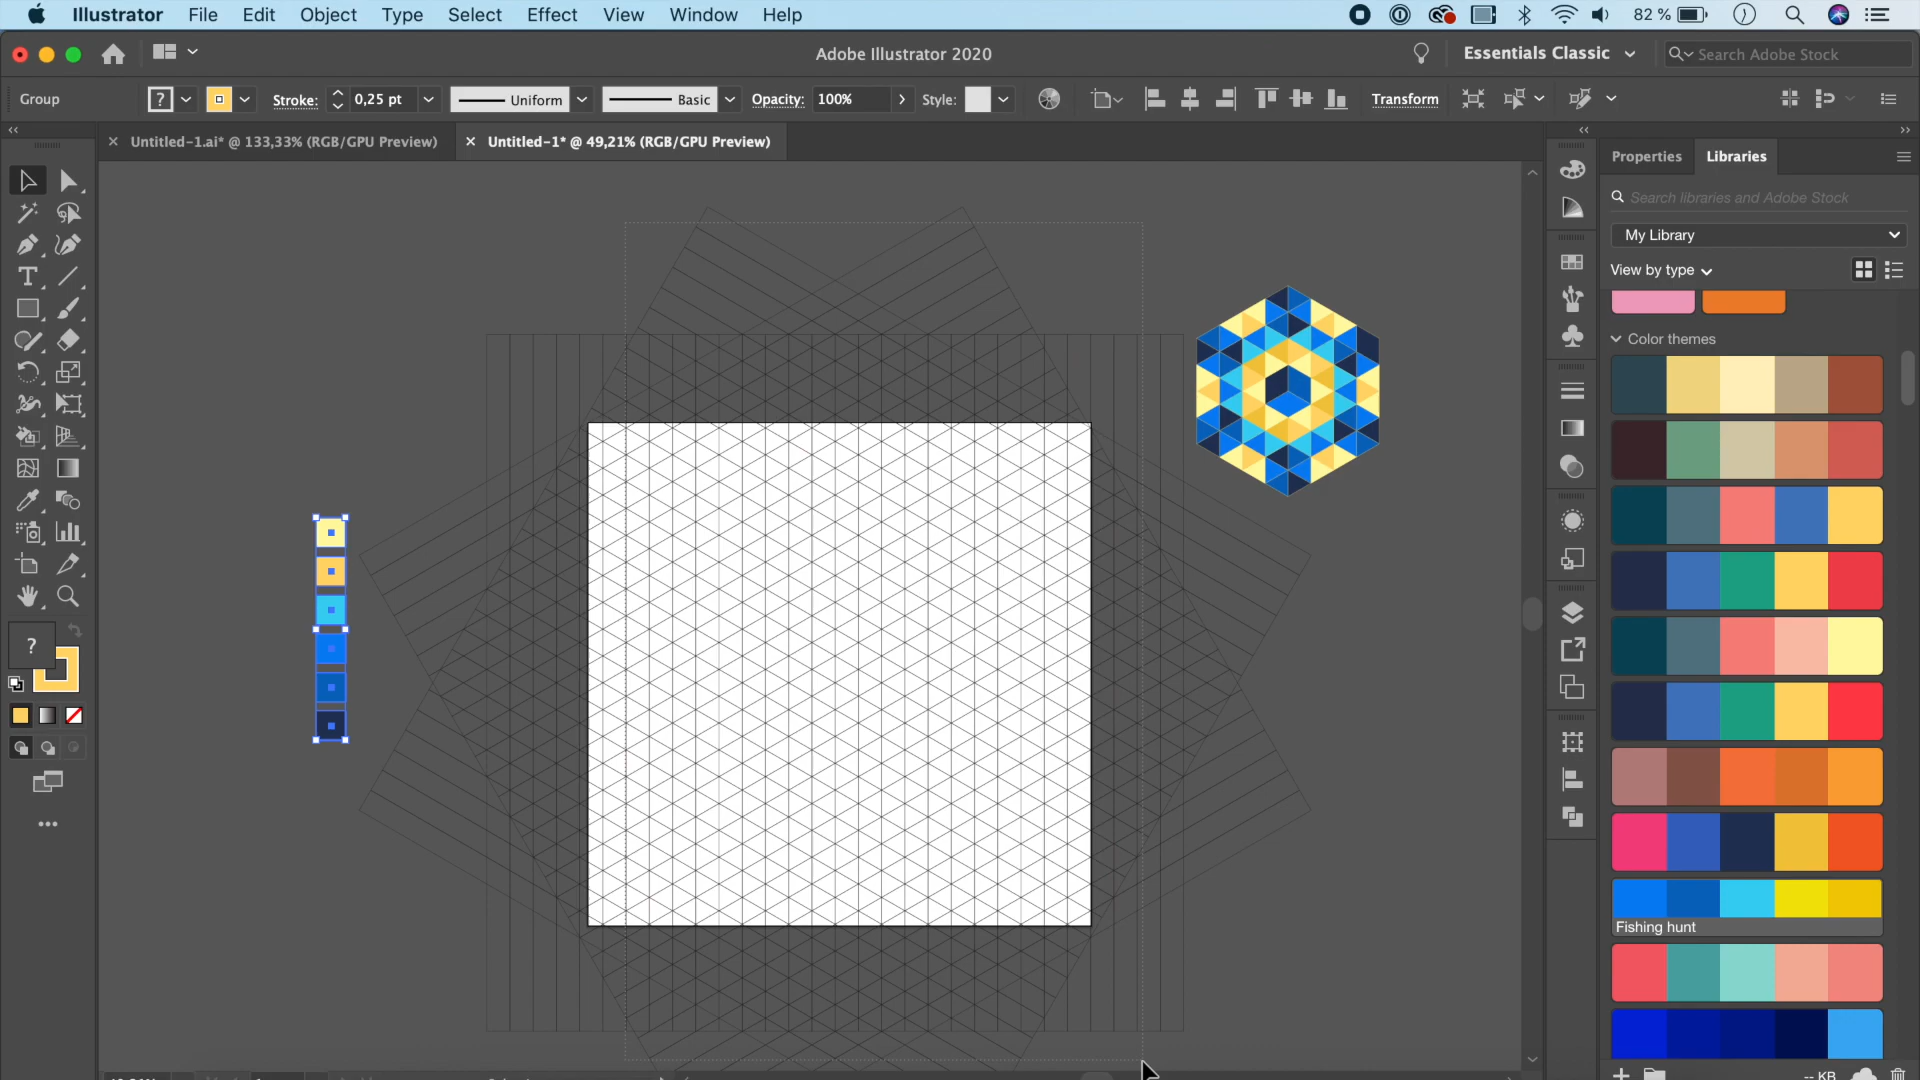 Illustrator File Edit Object Type Select Effect View Window Help 82 %
Adobe Illustrator 2020 Essentials Classic Search Adobe Stock
Group ? Stroke: 0,25 pt Uniform Basic Opacity: 100% Style: Transform
Untitled-1.ai* @ 133,33% (RGB/GPU Preview) Untitled-1* @ 49,21% (RGB/GPU Preview)
Properties Libraries
Search libraries and Adobe Stock
My Library
View by type
Color themes
?
Fishing hunt
-- KB